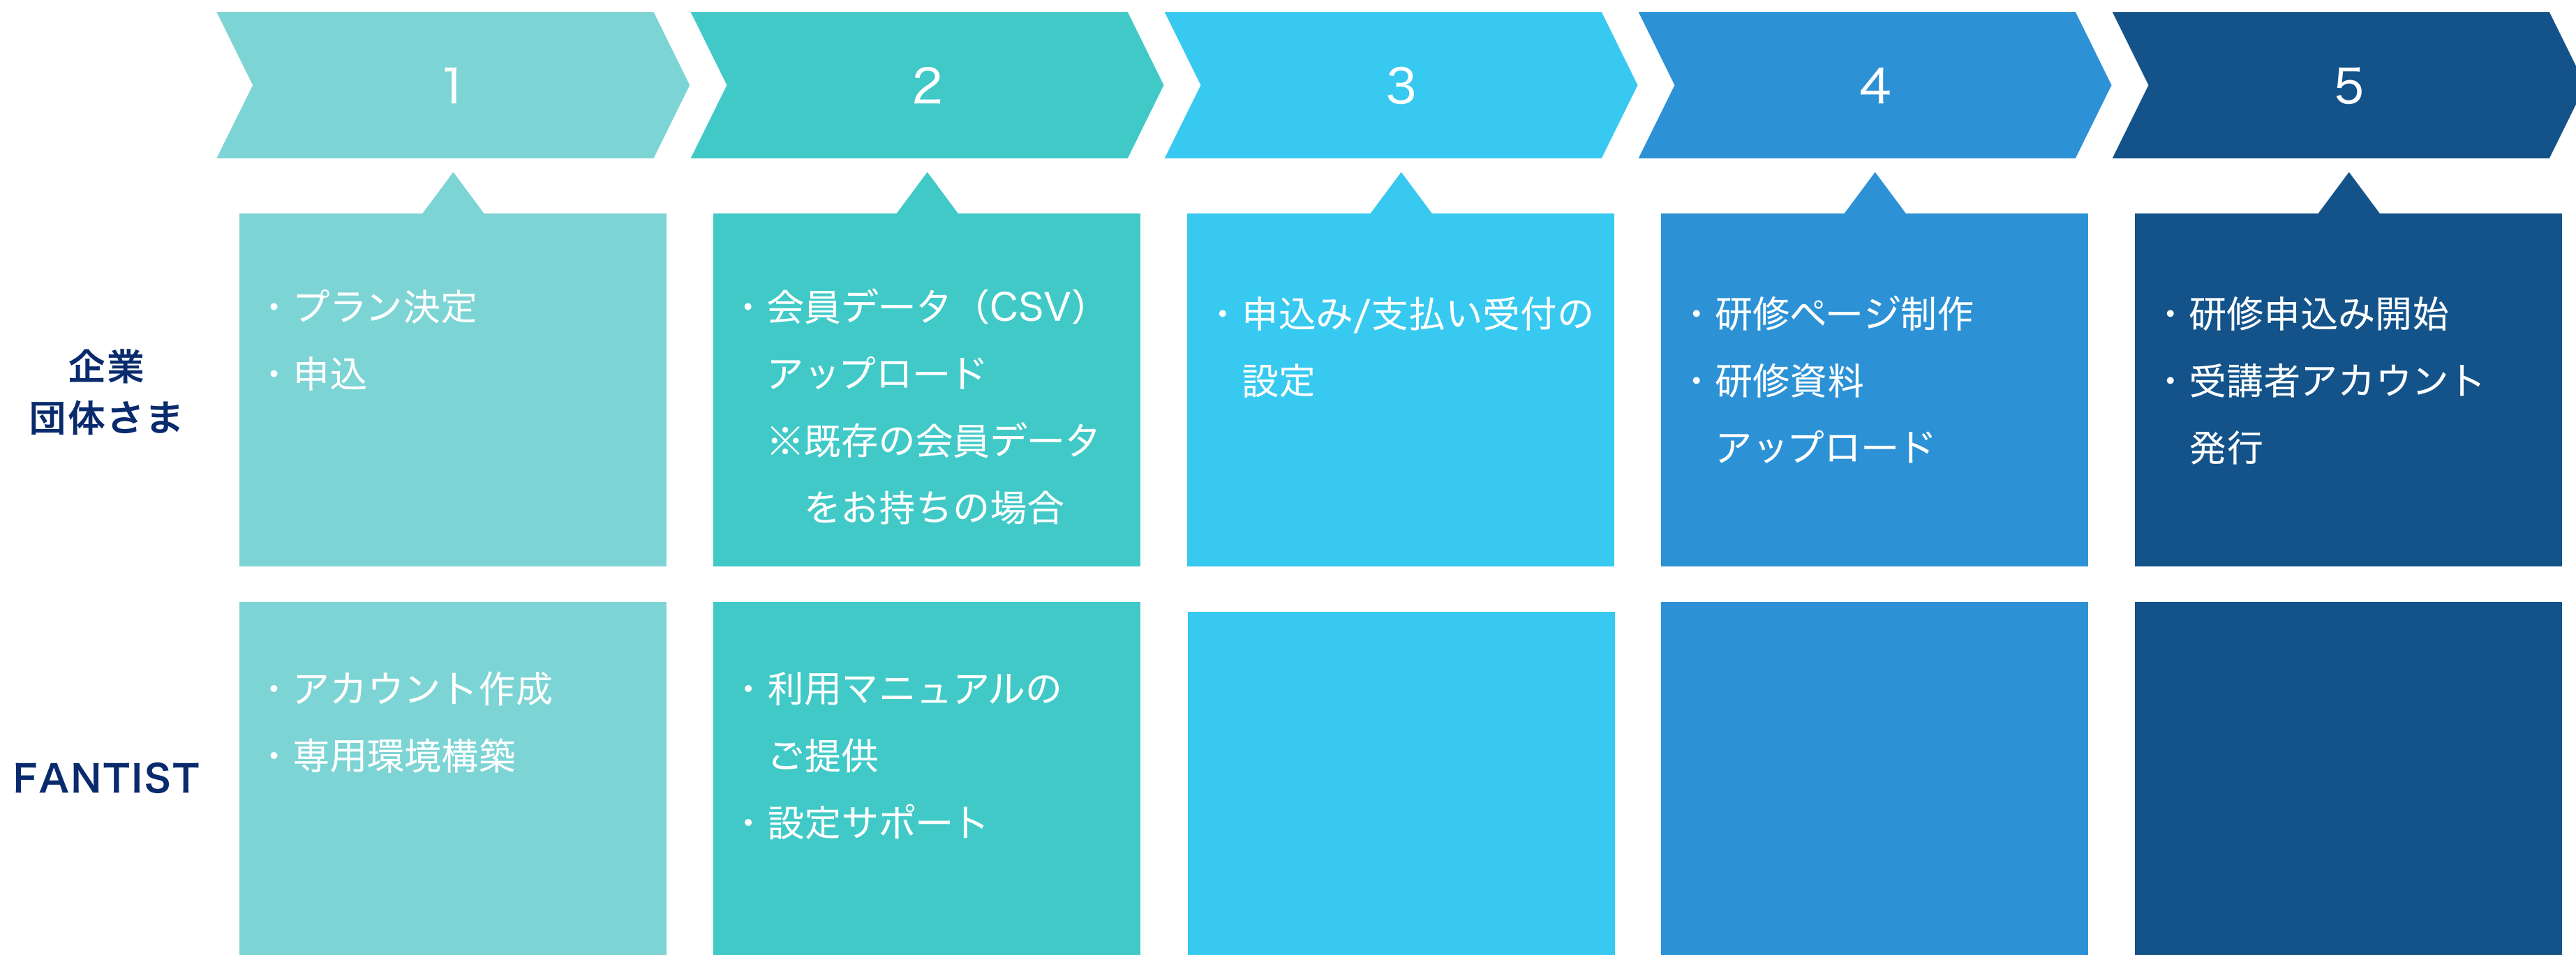 1
2
3
4
5
企業
団体さま
・プラン決定
・申込
・会員データ（CSV）
アップロード
※既存の会員データ
をお持ちの場合
・申込み/支払い受付の
設定
・研修ページ制作
・研修資料
アップロード
・研修申込み開始
・受講者アカウント
発行
FANTIST
・アカウント作成
・専用環境構築
・利用マニュアルの
ご提供
・設定サポート